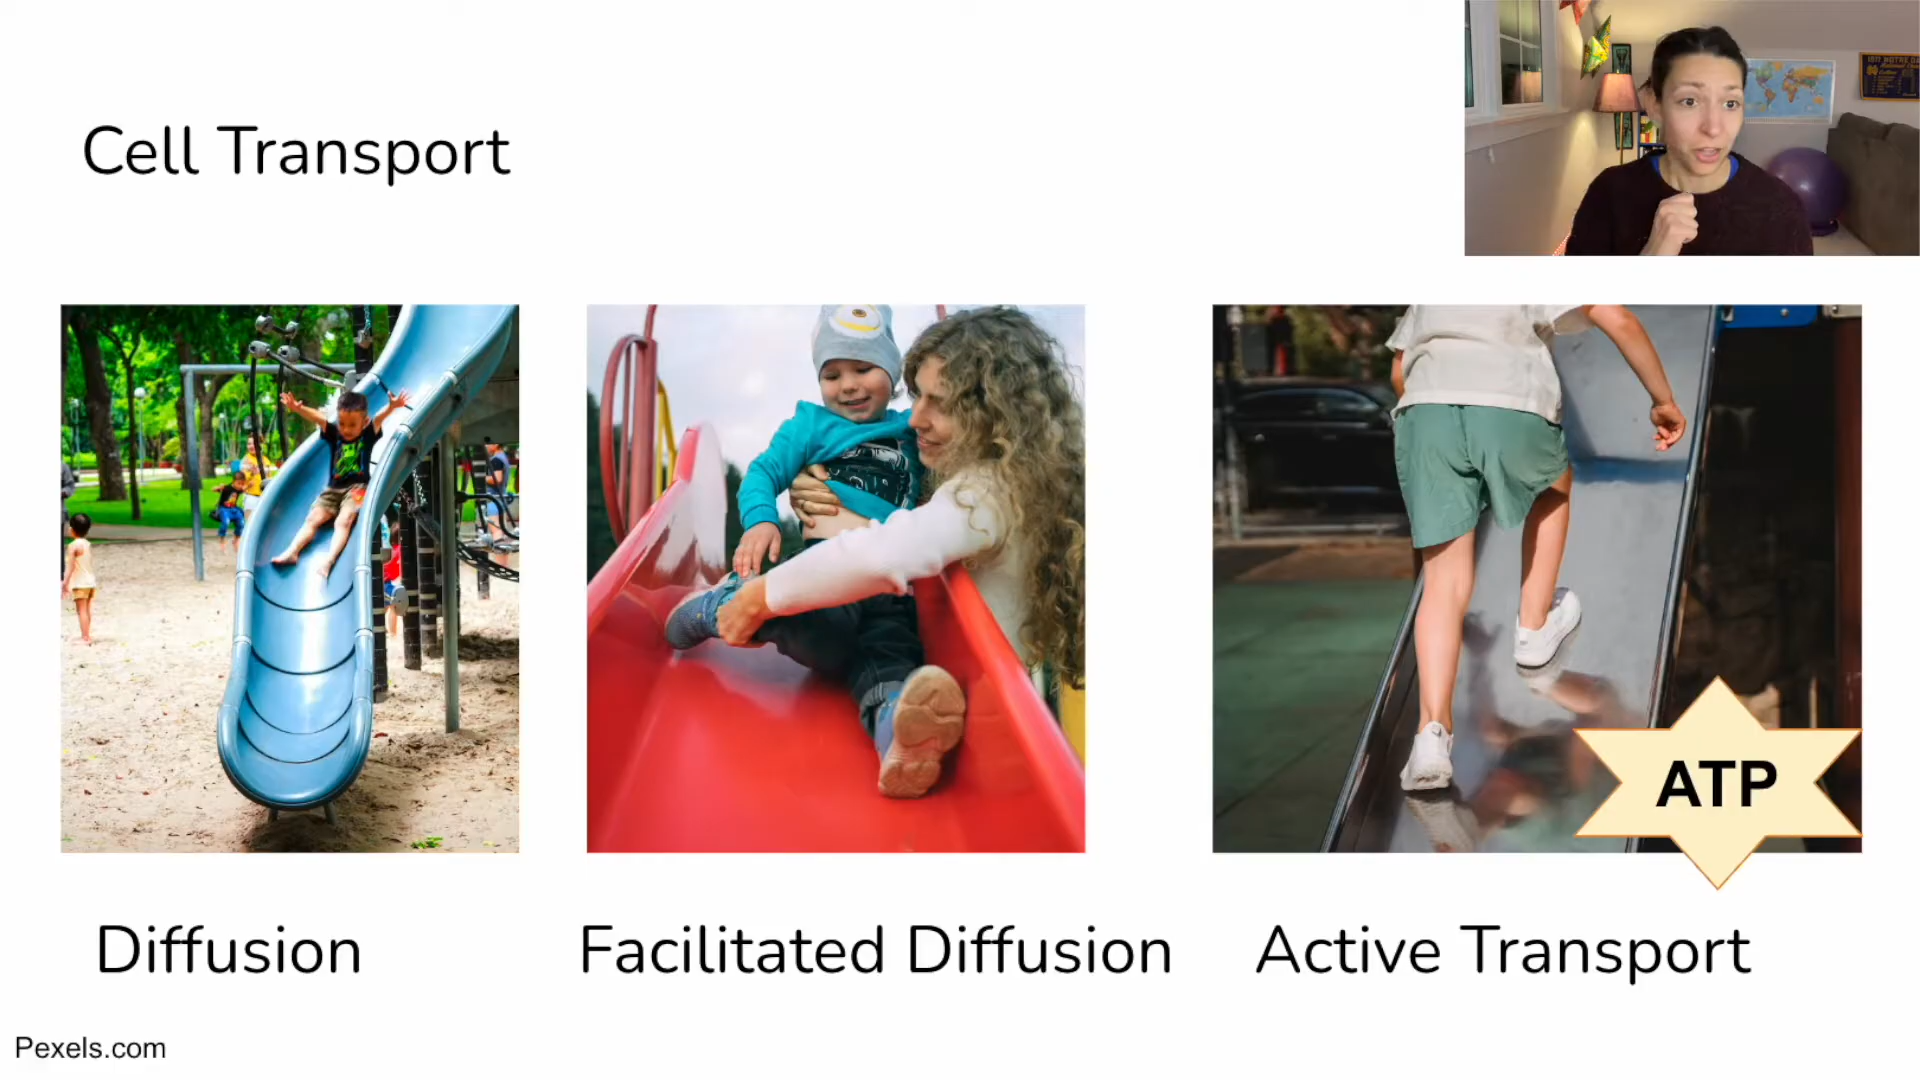 Cell Transport
ATP
Diffusion
Facilitated Diffusion
Active Transport
Pexels.com